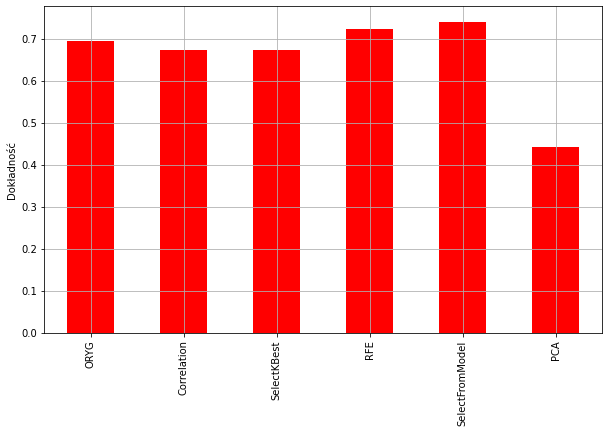 0.7
0.6
0.5
0.4
0.3
0.2
0.1
0.0
Dokładność
ORYG
Correlation
SelectKBest
RFE
SelectFromModel
PCA